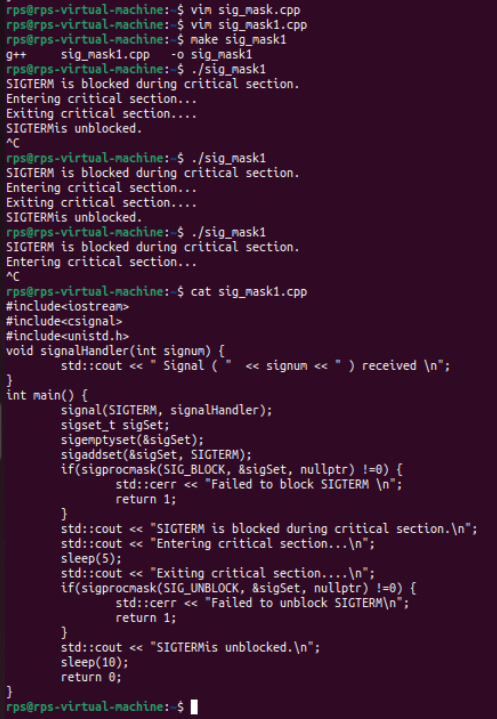 rps@rps-virtual-machine:~$ vim sig_mask.cpp
rps@rps-virtual-machine:~$ vim sig_mask1.cpp
rps@rps-virtual-machine:~$ make sig_mask1
g++     sig_mask1.cpp   -o sig_mask1
rps@rps-virtual-machine:~$ ./sig_mask1
SIGTERM is blocked during critical section.
Entering critical section...
Exiting critical section....
SIGTERMis unblocked.
^C
rps@rps-virtual-machine:~$ ./sig_mask1
SIGTERM is blocked during critical section.
Entering critical section...
Exiting critical section....
SIGTERMis unblocked.
rps@rps-virtual-machine:~$ ./sig_mask1
SIGTERM is blocked during critical section.
Entering critical section...
^C
rps@rps-virtual-machine:~$ cat sig_mask1.cpp
#include<iostream>
#include<csignal>
#include<unistd.h>
void signalHandler(int signum) {
        std::cout << " Signal ( "  << signum << " ) received \n";
}
int main() {
        signal(SIGTERM, signalHandler);
        sigset_t sigSet;
        sigemptyset(&sigSet);
        sigaddset(&sigSet, SIGTERM);
        if(sigprocmask(SIG_BLOCK, &sigSet, nullptr) !=0) {
                std::cerr << "Failed to block SIGTERM \n";
                return 1;
        }
        std::cout << "SIGTERM is blocked during critical section.\n";
        std::cout << "Entering critical section...\n";
        sleep(5);
        std::cout << "Exiting critical section....\n";
        if(sigprocmask(SIG_UNBLOCK, &sigSet, nullptr) !=0) {
                std::cerr << "Failed to unblock SIGTERM\n";
                return 1;
        }
        std::cout << "SIGTERMis unblocked.\n";
        sleep(10);
        return 0;
}
rps@rps-virtual-machine:~$